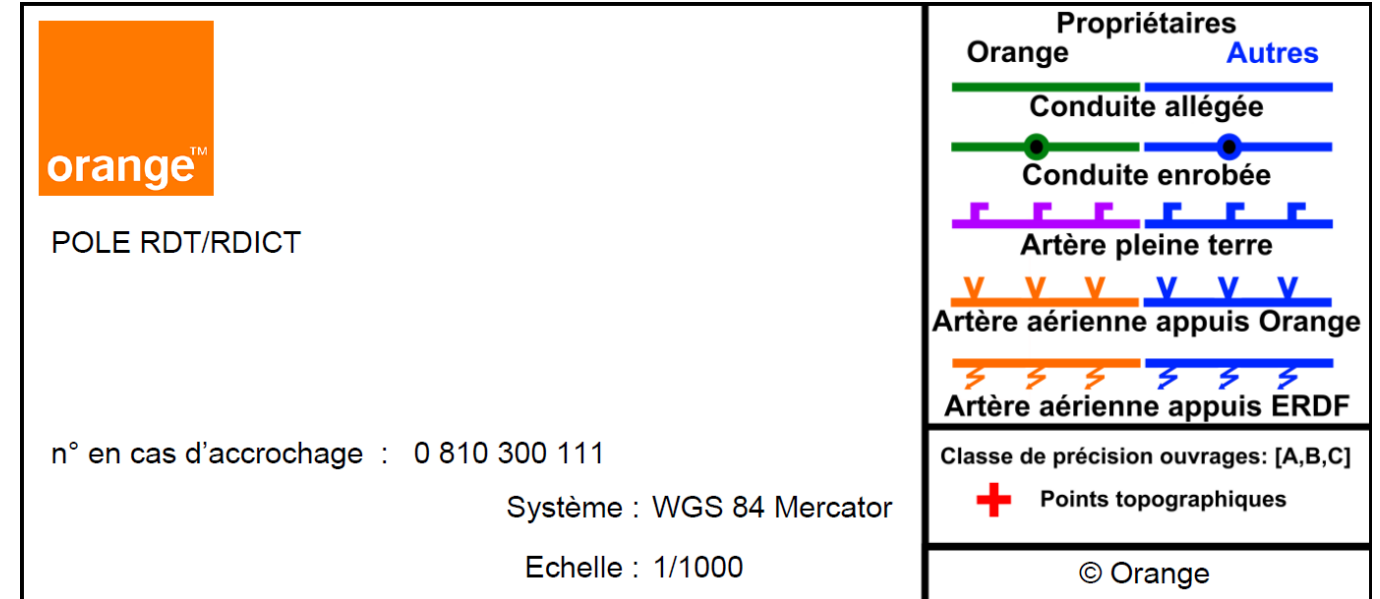 orange™
POLE RDT/RDICT
n° en cas d'accrochage : 0 810 300 111
Système : WGS 84 Mercator
Echelle : 1/1000
Propriétaires
Orange Autres
Conduite allégée
Conduite enrobée
Artère pleine terre
Artère aérienne appuis Orange
Artère aérienne appuis ERDF
Classe de précision ouvrages: [A,B,C]
Points topographiques
© Orange